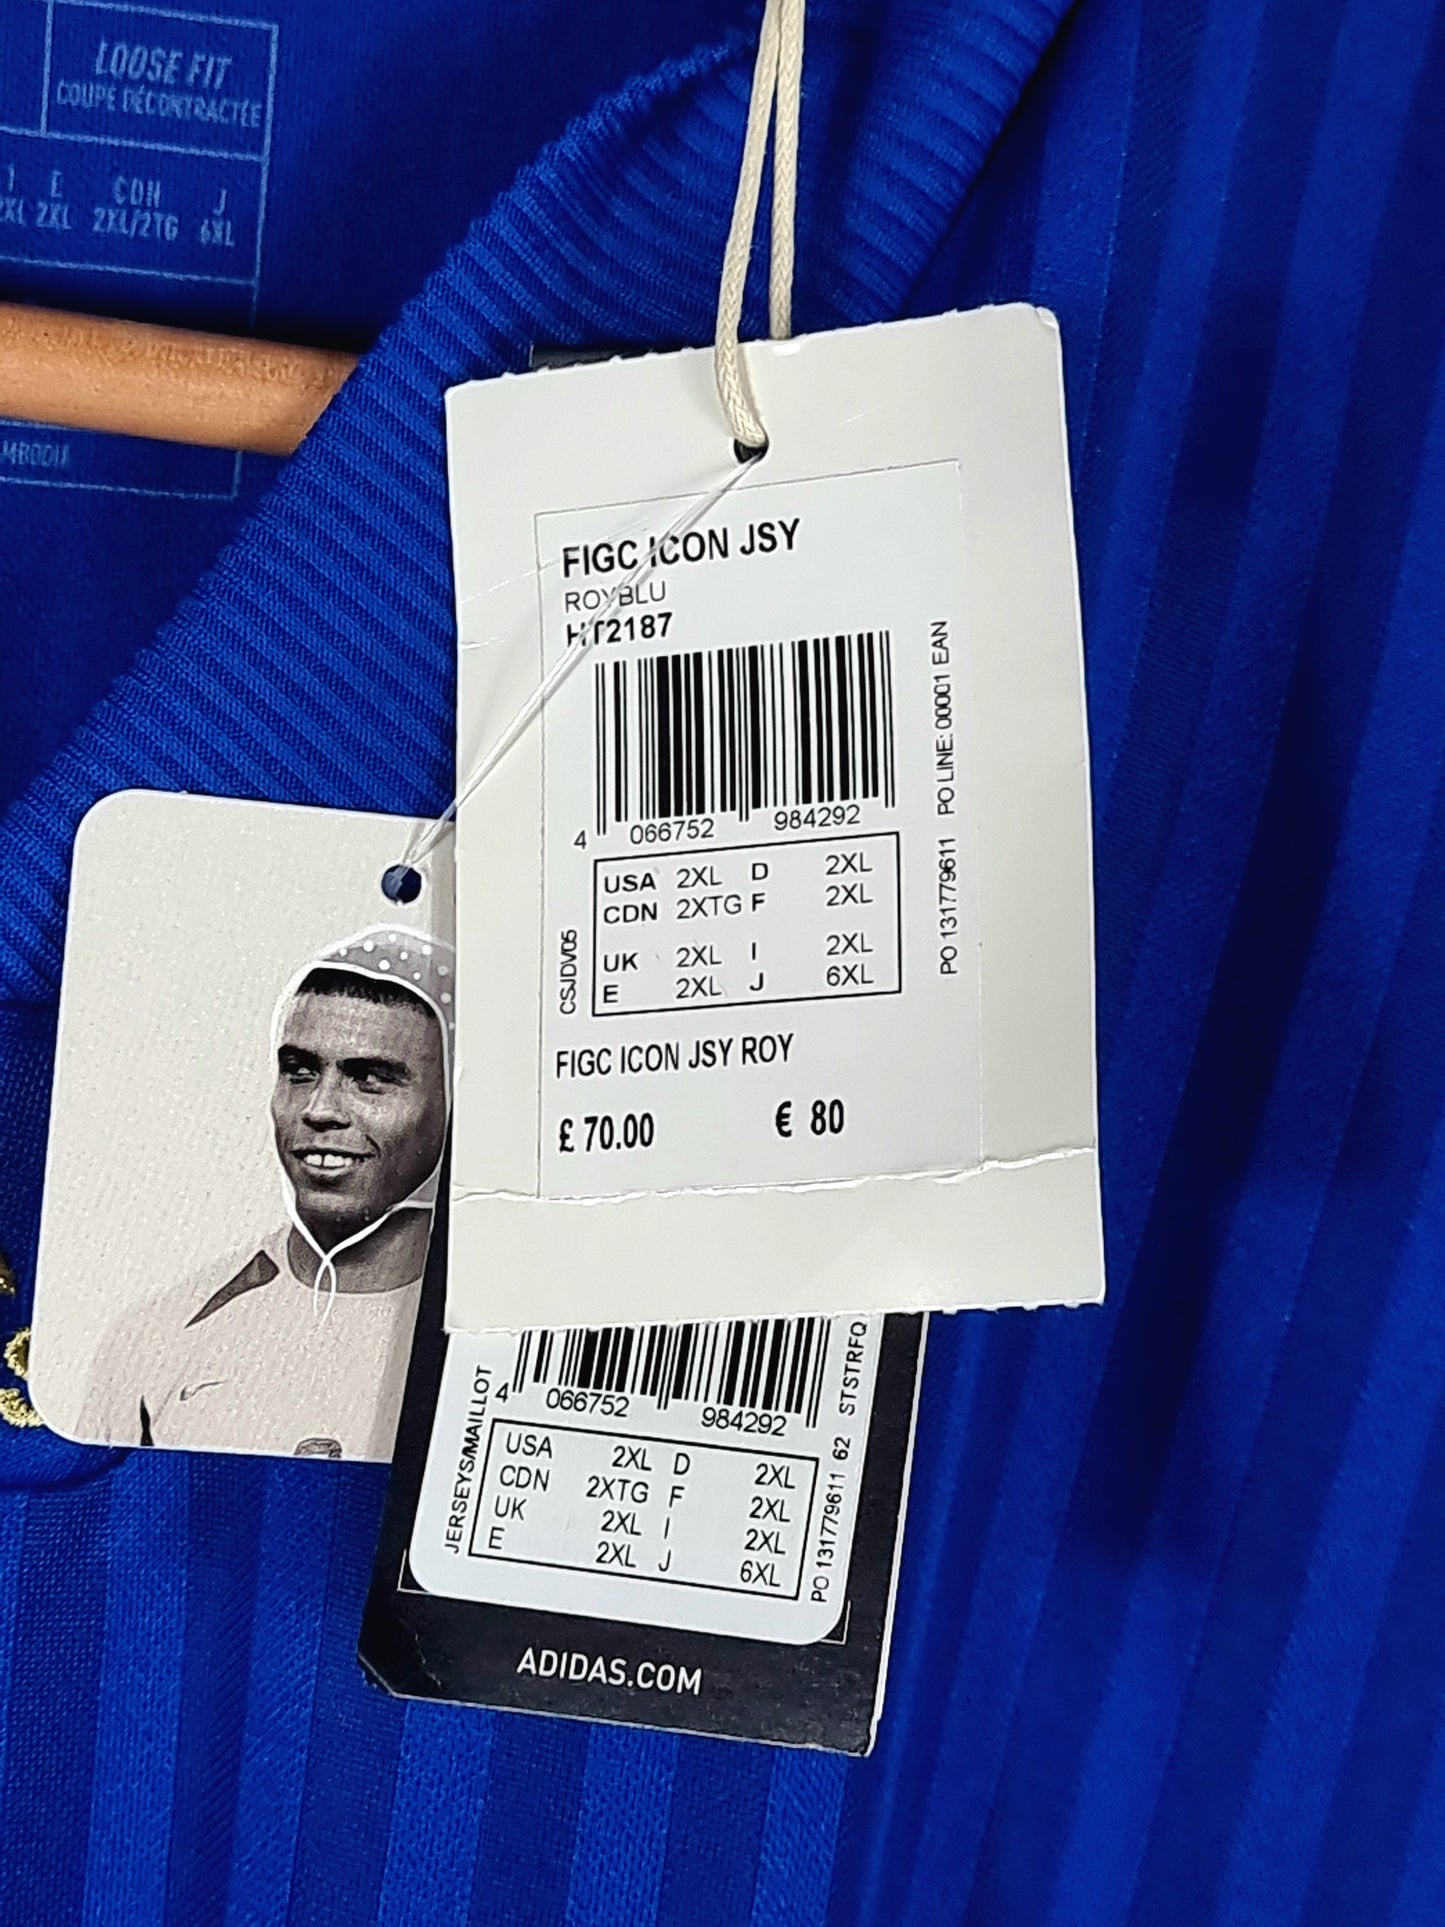 LOOSE FIT
COUPE DÉCONTRACTÉE
E CDN J
2XL 2XL/2TG 6XL
MBODIA
FIGC ICON JSY
ROYBLU
HT2187
4 066752 984292
USA 2XL D 2XL
CDN 2XTG F 2XL
UK 2XL I 2XL
E 2XL J 6XL
CSJDV05
PO 131779611 PO LINE: 00001 EAN
FIGC ICON JSY ROY
£ 70.00 € 80
4 066752 984292
USA 2XL D 2XL
CDN 2XTG F 2XL
UK 2XL I 2XL
E 2XL J 6XL
JERSEYS/MAILLOT
PO 131779611 62 STSTRFQ
ADIDAS.COM